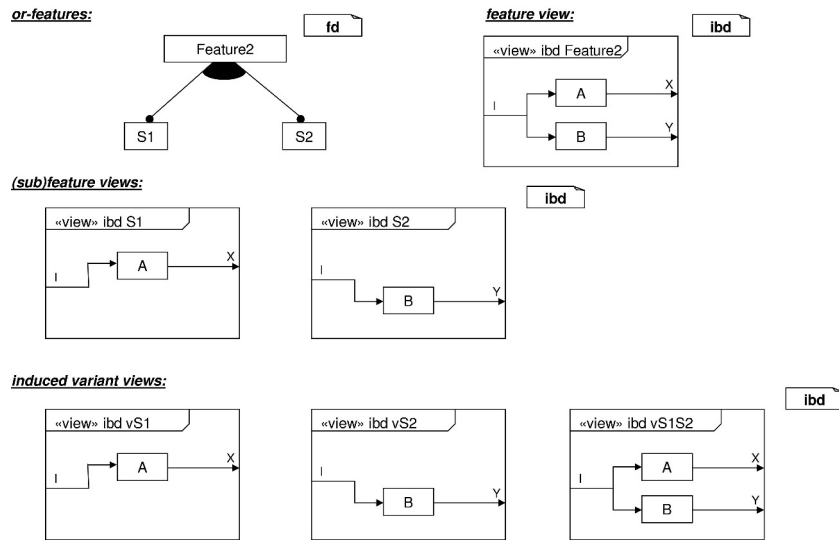 or-features:
fd
Feature2
S1
S2
feature view:
ibd
«view» ibd Feature2
I
A
X
B
Y
(sub)feature views:
ibd
«view» ibd S1
I
A
X
«view» ibd S2
I
B
Y
induced variant views:
ibd
«view» ibd vS1
I
A
X
«view» ibd vS2
I
B
Y
«view» ibd vS1S2
I
A
X
B
Y